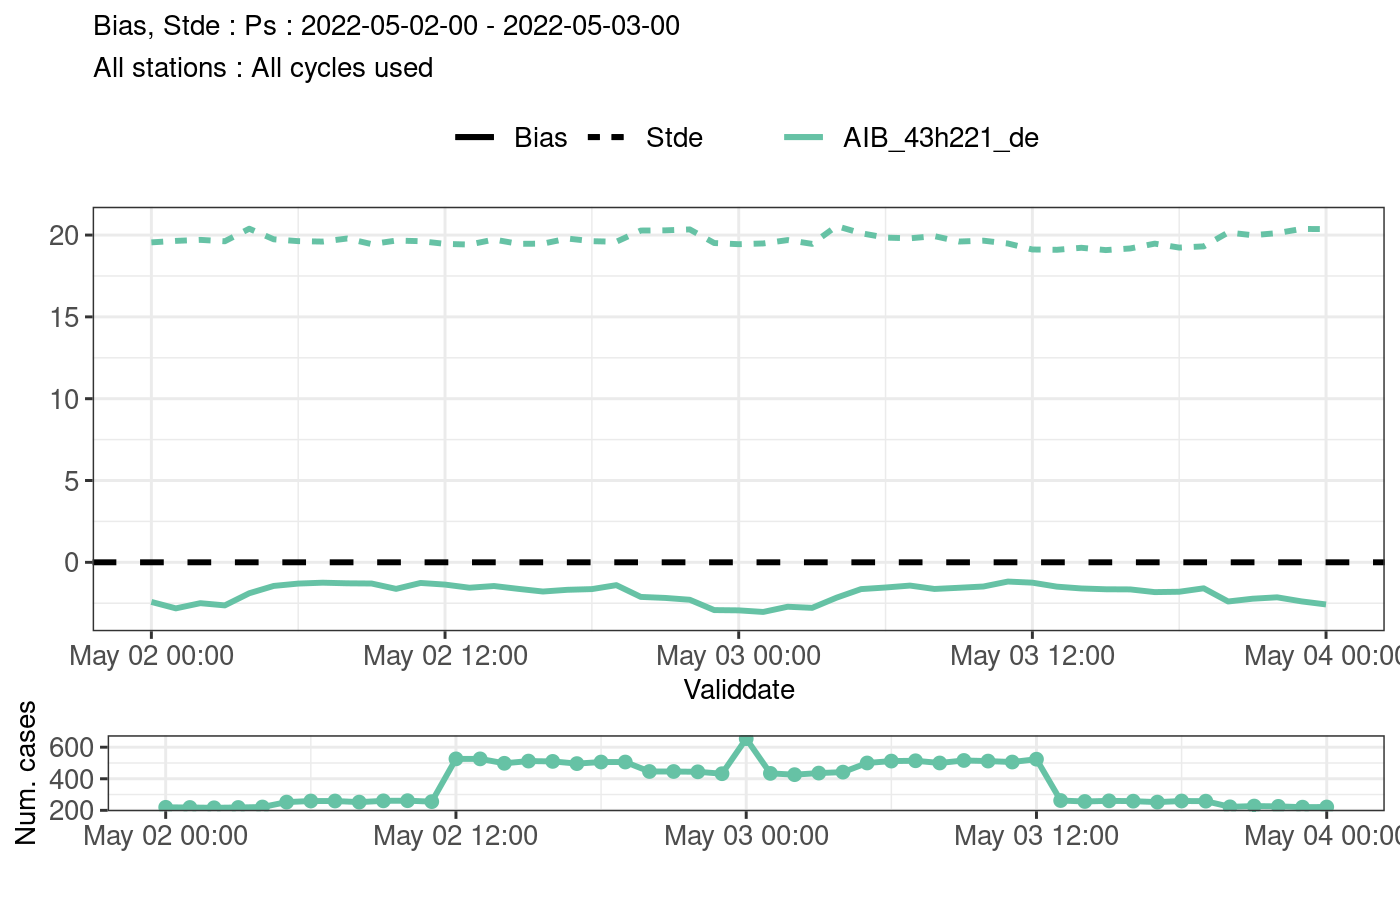 Bias, Stde : Ps : 2022-05-02-00 - 2022-05-03-00
All stations : All cycles used
Bias Stde AIB_43h221_de
20
15
10
5
0
May 02 00:00 May 02 12:00 May 03 00:00 May 03 12:00 May 04 00:00
Validdate
Num. cases
600
400
200
May 02 00:00 May 02 12:00 May 03 00:00 May 03 12:00 May 04 00:00